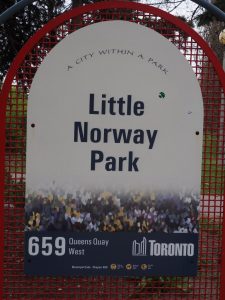 A CITY WITHIN A PARK
Little
Norway
Park
659 Queens Quay
West
TORONTO